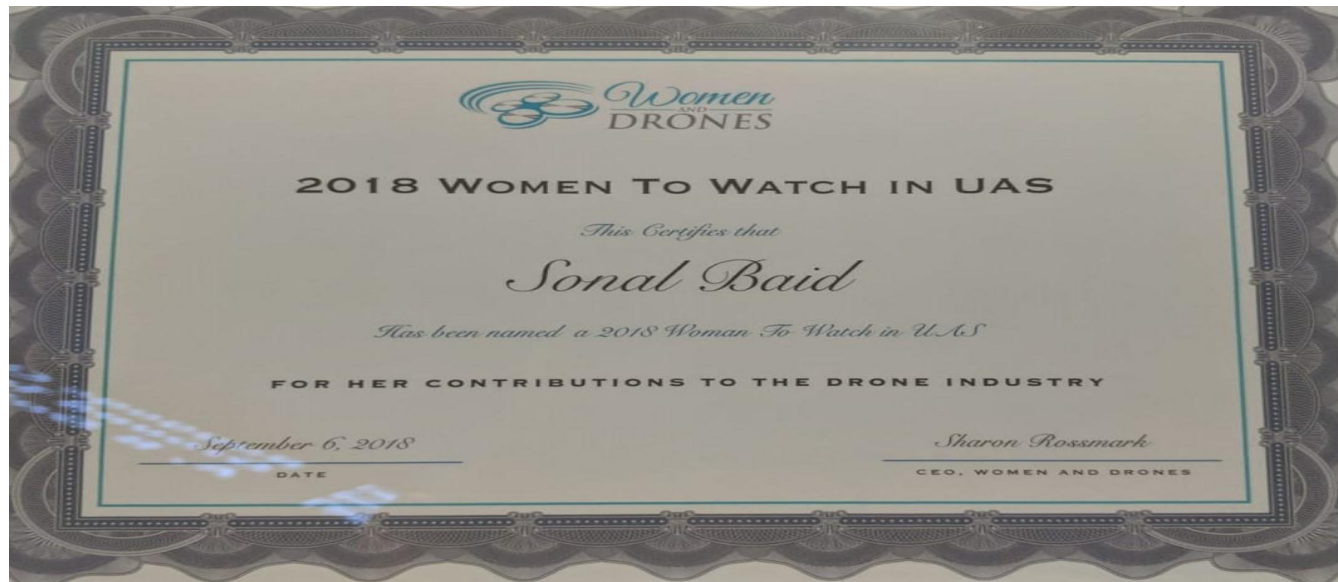 Women
AND
DRONES
2018 WOMEN TO WATCH IN UAS
This Certifies that
Sonal Baid
Has been named a 2018 Woman To Watch in UAS
FOR HER CONTRIBUTIONS TO THE DRONE INDUSTRY
September 6, 2018
DATE
Sharon Rossmark
CEO, WOMEN AND DRONES